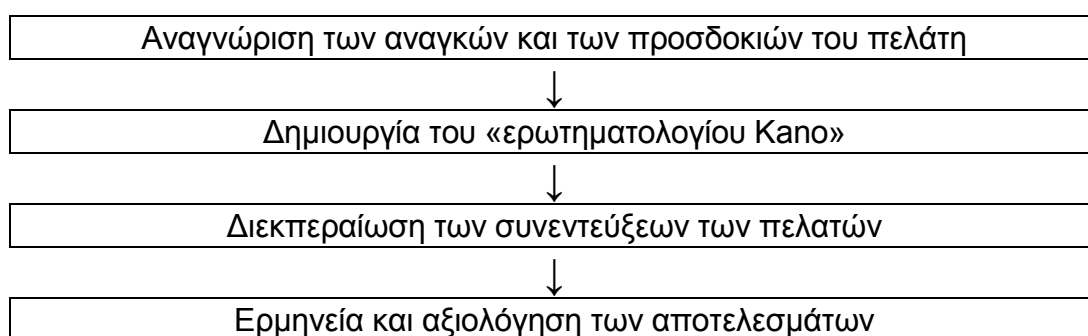 Αναγνώριση των αναγκών και των προσδοκιών του πελάτη
↓
Δημιουργία του «ερωτηματολογίου Kano»
↓
Διεκπεραίωση των συνεντεύξεων των πελατών
↓
Ερμηνεία και αξιολόγηση των αποτελεσμάτων